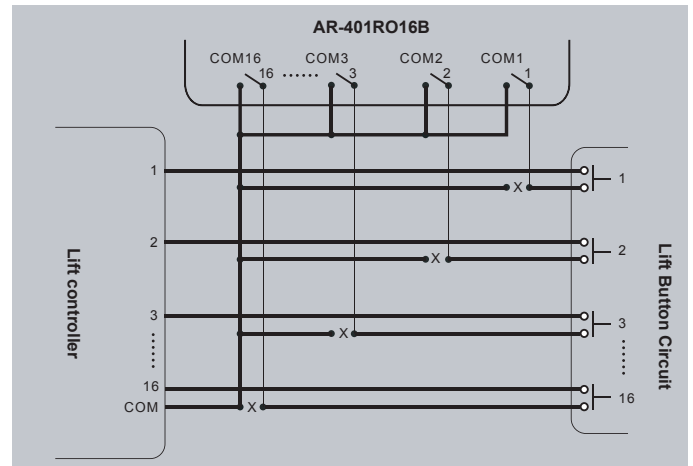 AR-401RO16B
COM16 COM3 COM2 COM1
16 ...... 3 2 1
1 X 1
2 X 2
3 X 3
...... ......
16 16
COM X
Lift controller
Lift Button Circuit